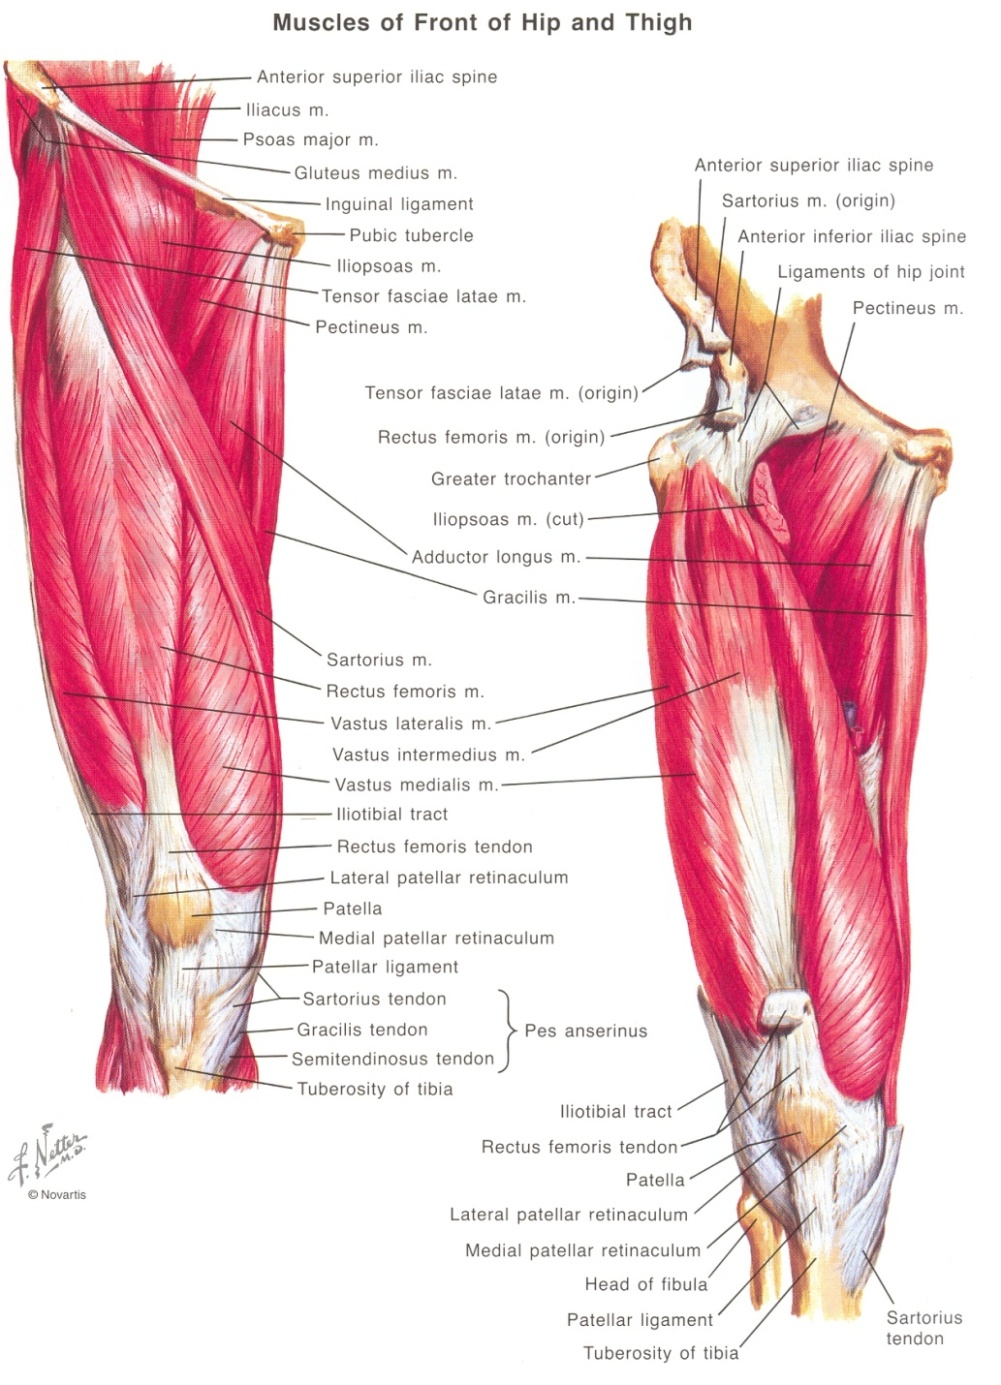 Muscles of Front of Hip and Thigh
Anterior superior iliac spine
Iliacus m.
Psoas major m.
Gluteus medius m.
Inguinal ligament
Pubic tubercle
Iliopsoas m.
Tensor fasciae latae m.
Pectineus m.
Anterior superior iliac spine
Sartorius m. (origin)
Anterior inferior iliac spine
Ligaments of hip joint
Pectineus m.
Tensor fasciae latae m. (origin)
Rectus femoris m. (origin)
Greater trochanter
Iliopsoas m. (cut)
Adductor longus m.
Gracilis m.
Sartorius m.
Rectus femoris m.
Vastus lateralis m.
Vastus intermedius m.
Vastus medialis m.
Iliotibial tract
Rectus femoris tendon
Lateral patellar retinaculum
Patella
Medial patellar retinaculum
Patellar ligament
Sartorius tendon
Gracilis tendon
Semitendinosus tendon
Pes anserinus
Tuberosity of tibia
Iliotibial tract
Rectus femoris tendon
Patella
Lateral patellar retinaculum
Medial patellar retinaculum
Head of fibula
Patellar ligament
Tuberosity of tibia
Sartorius
tendon
F. Netter
M.D.
© Novartis